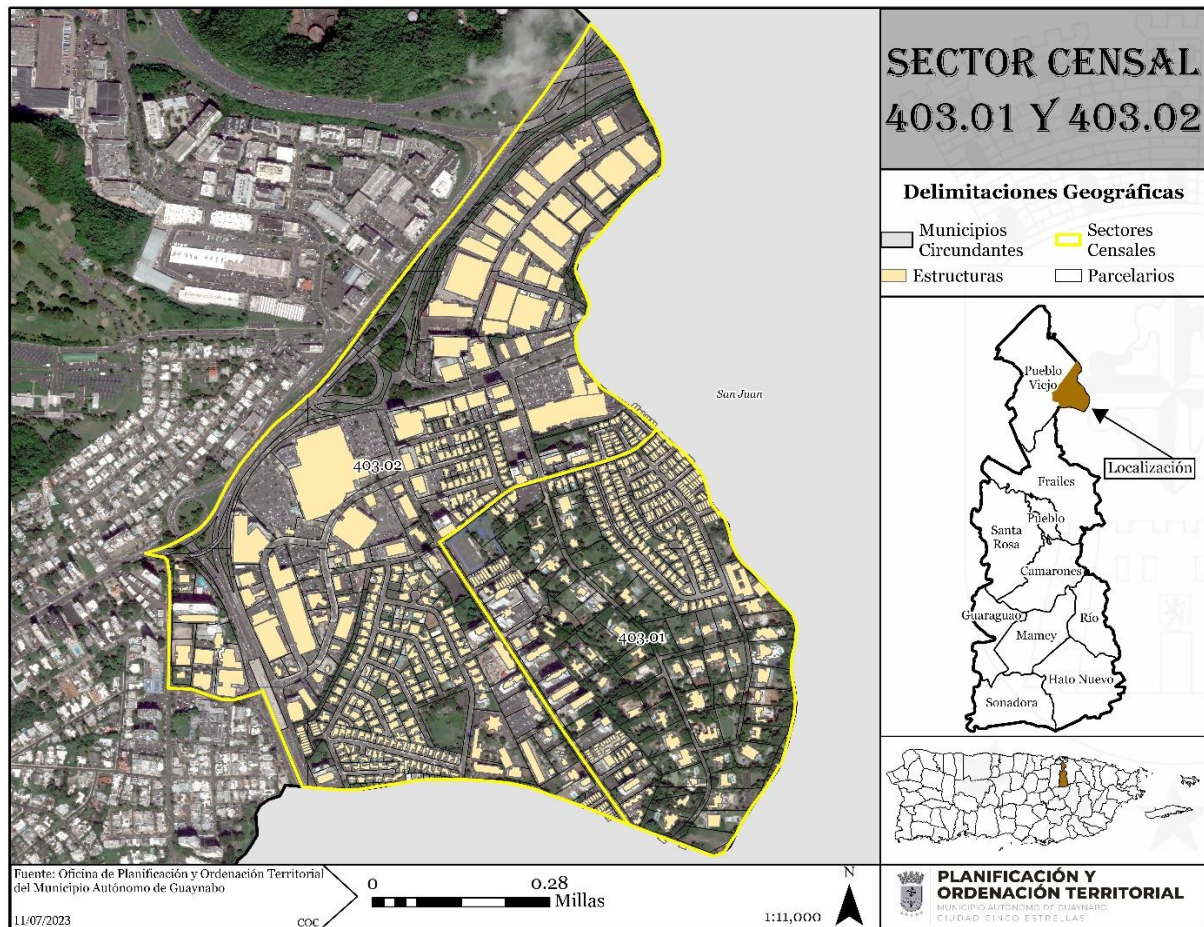 SECTOR CENSAL
403.01 Y 403.02
Delimitaciones Geográficas
Municipios
Circundantes
Sectores
Censales
Estructuras
Parcelarios
403.02
403.01
San Juan
Pueblo
Viejo
Localización
Frailes
Santa
Rosa
Pueblo
Camarones
Guaraguao
Mamey
Río
Hato Nuevo
Sonadora
Fuente: Oficina de Planificación y Ordenación Territorial
del Municipio Autónomo de Guaynabo
11/07/2023
COC
0
0.28
Millas
1:11,000
N
PLANIFICACIÓN Y
ORDENACIÓN TERRITORIAL
MUNICIPIO AUTÓNOMO DE GUAYNABO
CIUDAD CINCO ESTRELLAS